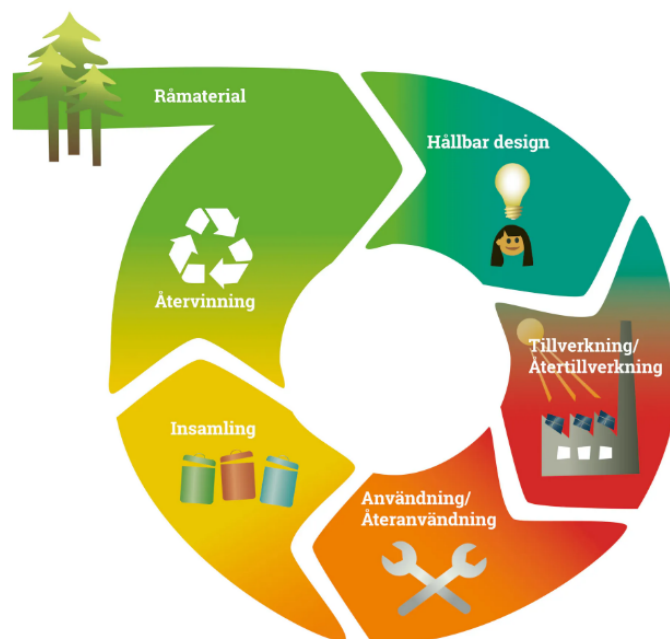 Råmaterial
Hållbar design
Tillverkning/
Återtillverkning
Användning/
Återanvändning
Insamling
Återvinning